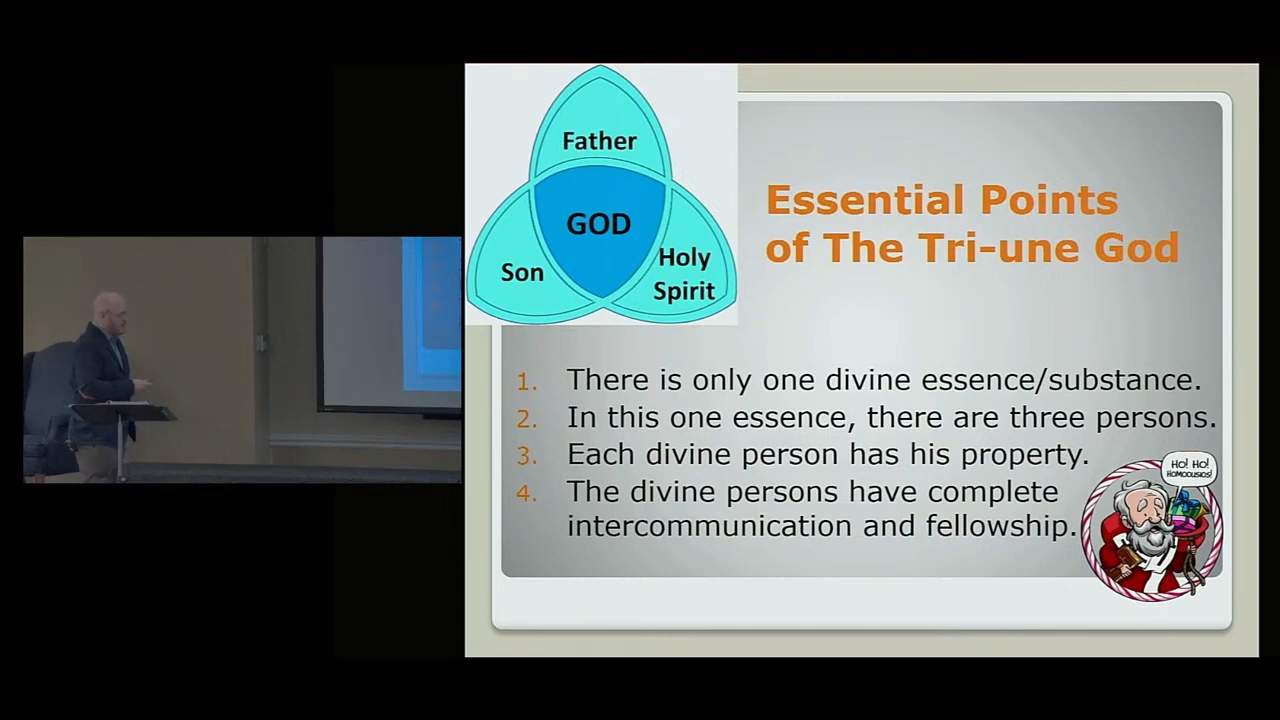 Father
GOD
Son
Holy
Spirit
Essential Points
of The Tri-une God
1. There is only one divine essence/substance.
2. In this one essence, there are three persons.
3. Each divine person has his property.
4. The divine persons have complete
intercommunication and fellowship.
HO! HO!
HOMOOUSIOS!